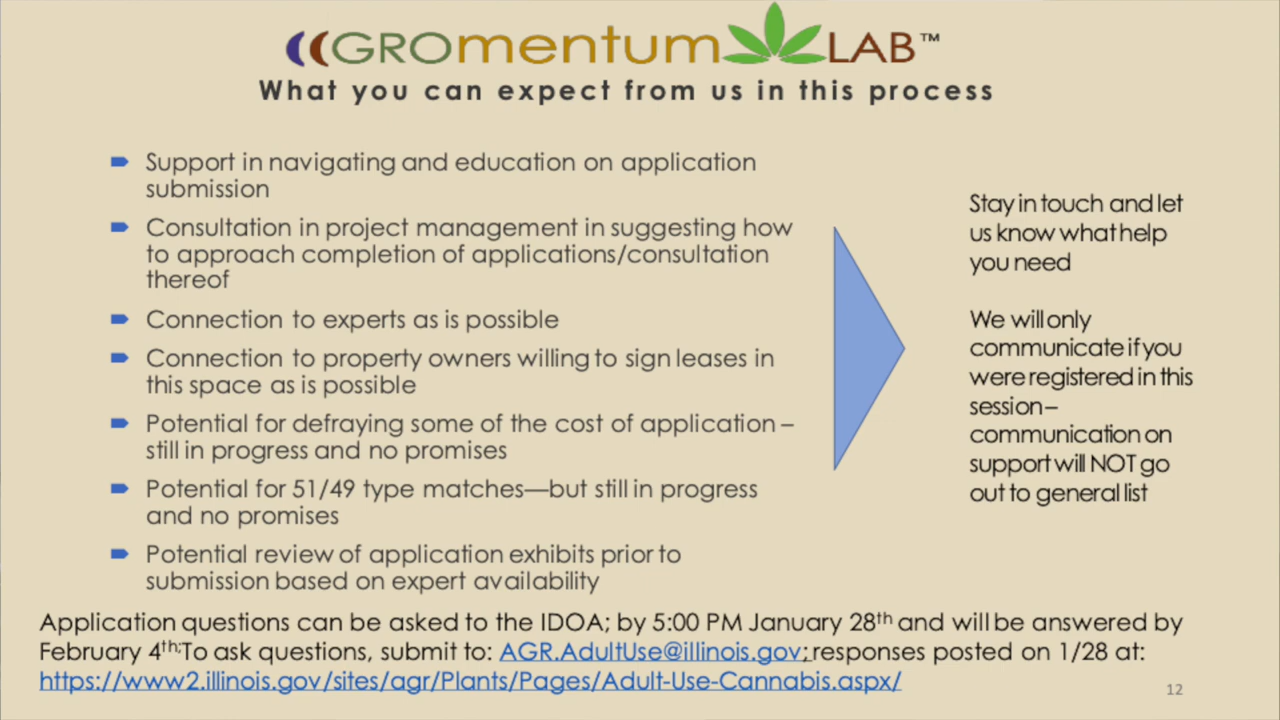 GROmentum LAB™
What you can expect from us in this process
Support in navigating and education on application
submission
Consultation in project management in suggesting how
to approach completion of applications/consultation
thereof
Connection to experts as is possible
Connection to property owners willing to sign leases in
this space as is possible
Potential for defraying some of the cost of application –
still in progress and no promises
Potential for 51/49 type matches—but still in progress
and no promises
Potential review of application exhibits prior to
submission based on expert availability
Stay in touch and let
us know what help
you need
We will only
communicate if you
were registered in this
session–
communication on
support will NOT go
out to general list
Application questions can be asked to the IDOA; by 5:00 PM January 28th and will be answered by
February 4th;To ask questions, submit to: AGR.AdultUse@illinois.gov; responses posted on 1/28 at:
https://www2.illinois.gov/sites/agr/Plants/Pages/Adult-Use-Cannabis.aspx/
12